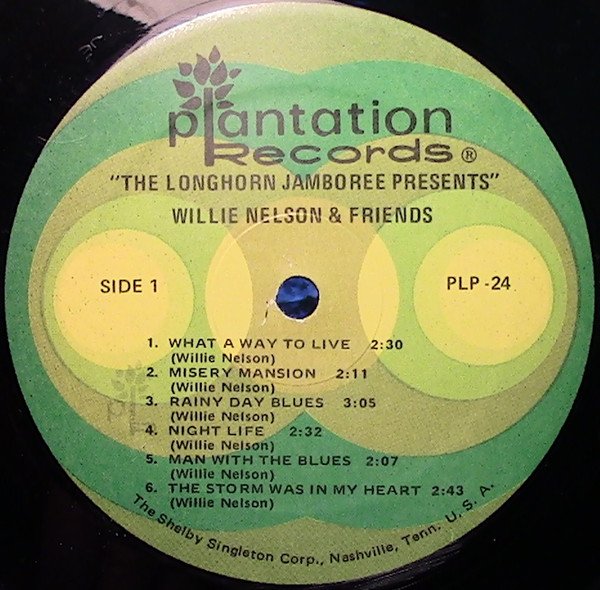 plantation
Records®
"THE LONGHORN JAMBOREE PRESENTS"
WILLIE NELSON & FRIENDS
SIDE 1
PLP-24
1. WHAT A WAY TO LIVE 2:30
(Willie Nelson)
2. MISERY MANSION 2:11
(Willie Nelson)
3. RAINY DAY BLUES 3:05
(Willie Nelson)
4. NIGHT LIFE 2:32
(Willie Nelson)
5. MAN WITH THE BLUES 2:07
(Willie Nelson)
6. THE STORM WAS IN MY HEART 2:43
(Willie Nelson)
The Shelby Singleton Corp., Nashville, Tenn. U. S. A.